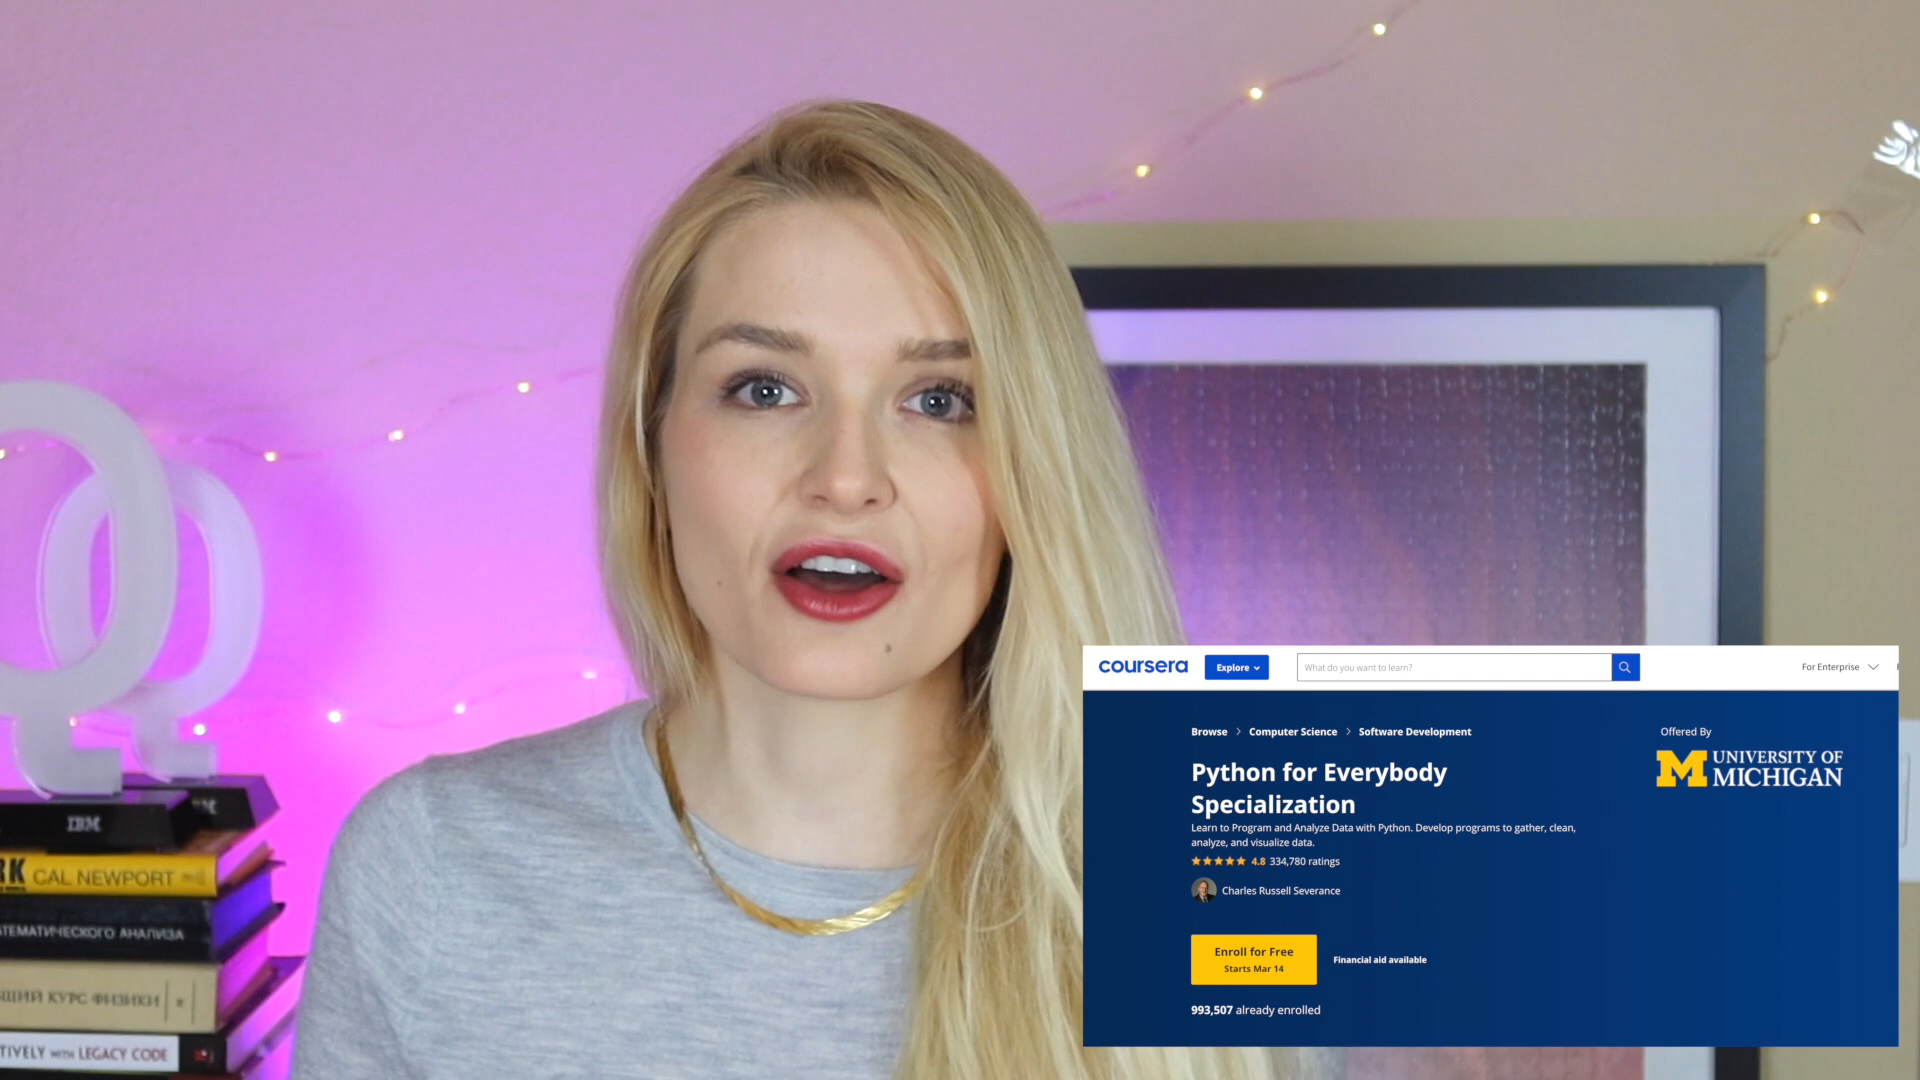 IBM
RK CAL NEWPORT
АТЕМАТИЧЕСКОГО АНАЛИЗА
ЩИЙ КУРС ФИЗИКИ
TIVELY WITH LEGACY CODE
coursera
Explore
What do you want to learn?
For Enterprise
Browse > Computer Science > Software Development
Offered By
UNIVERSITY OF
MICHIGAN
Python for Everybody
Specialization
Learn to Program and Analyze Data with Python. Develop programs to gather, clean,
analyze, and visualize data.
4.8 334,780 ratings
Charles Russell Severance
Enroll for Free
Starts Mar 14
Financial aid available
993,507 already enrolled